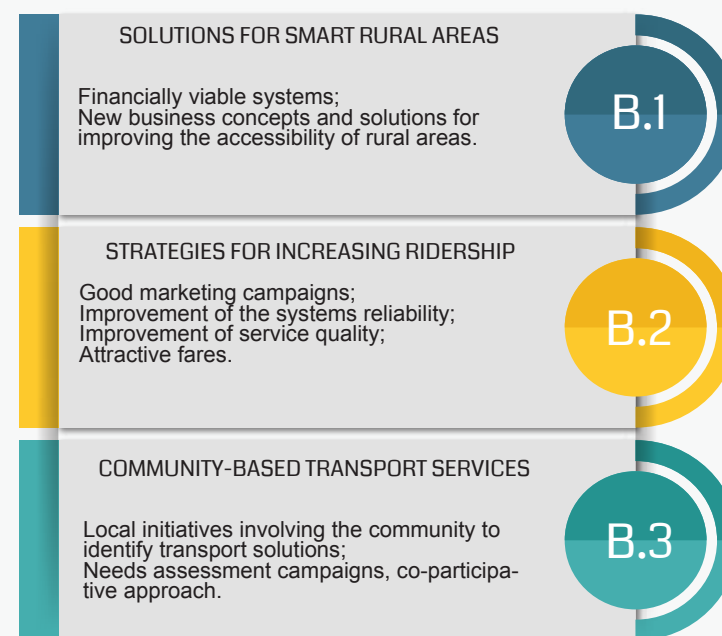 SOLUTIONS FOR SMART RURAL AREAS
Financially viable systems;
New business concepts and solutions for
improving the accessibility of rural areas.
B.1
STRATEGIES FOR INCREASING RIDERSHIP
Good marketing campaigns;
Improvement of the systems reliability;
Improvement of service quality;
Attractive fares.
B.2
COMMUNITY-BASED TRANSPORT SERVICES
Local initiatives involving the community to
identify transport solutions;
Needs assessment campaigns, co-participa-
tive approach.
B.3